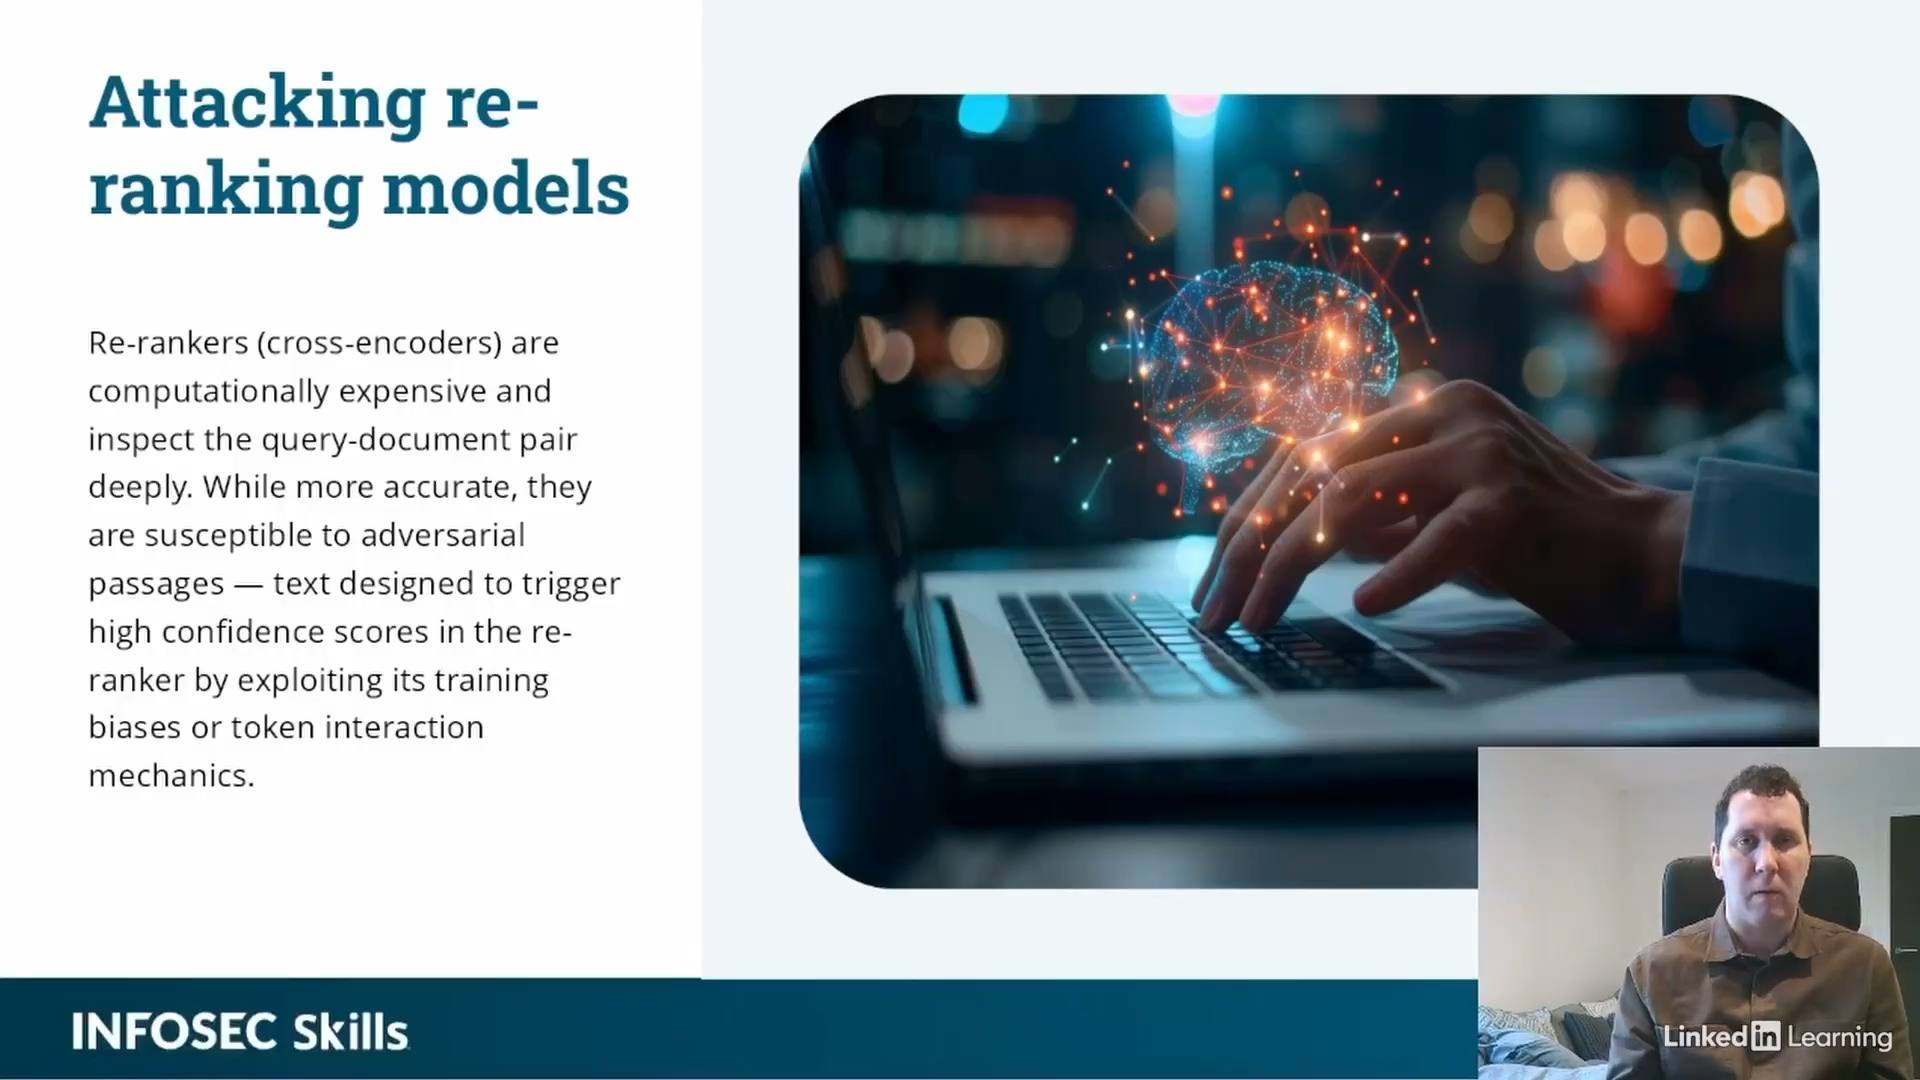 Attacking re-
ranking models
Re-rankers (cross-encoders) are
computationally expensive and
inspect the query-document pair
deeply. While more accurate, they
are susceptible to adversarial
passages — text designed to trigger
high confidence scores in the re-
ranker by exploiting its training
biases or token interaction
mechanics.
INFOSEC Skills
Linked in Learning